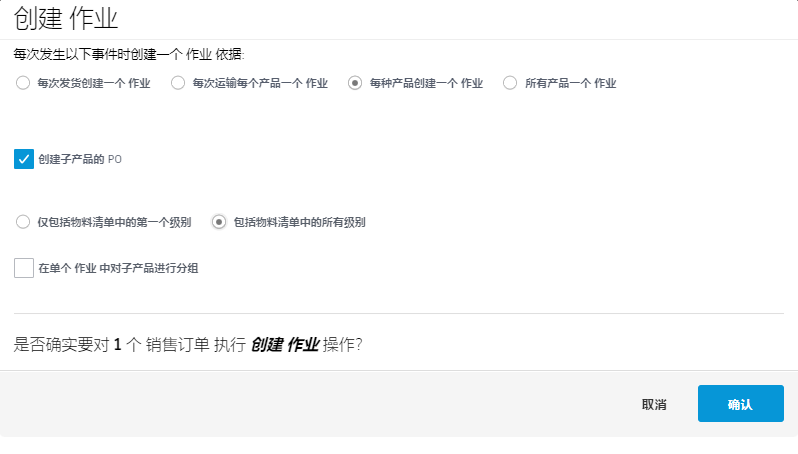 创建 作业
每次发生以下事件时创建一个 作业 依据:
每次发货创建一个 作业 每次运输每个产品一个 作业 每种产品创建一个 作业 所有产品一个 作业
创建子产品的 PO
仅包括物料清单中的第一个级别 包括物料清单中的所有级别
在单个 作业 中对子产品进行分组
是否确实要对 1 个 销售订单 执行 创建 作业 操作?
取消 确认